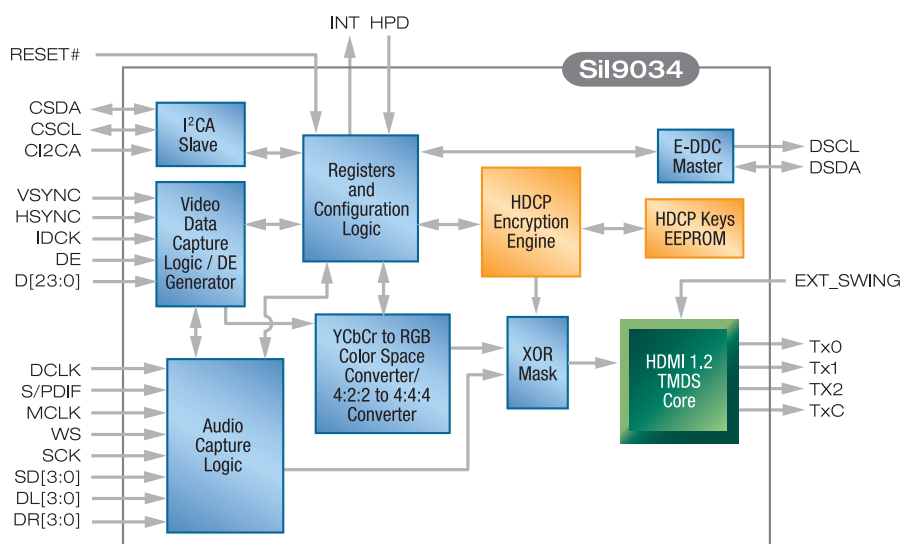 INT HPD
RESET#
SiI9034
CSDA
CSCL
CI2CA
I²CA
Slave
Registers
and
Configuration
Logic
E-DDC
Master
DSCL
DSDA
VSYNC
HSYNC
IDCK
DE
D[23:0]
Video
Data
Capture
Logic / DE
Generator
HDCP
Encryption
Engine
HDCP Keys
EEPROM
EXT_SWING
DCLK
S/PDIF
MCLK
WS
SCK
SD[3:0]
DL[3:0]
DR[3:0]
Audio
Capture
Logic
YCbCr to RGB
Color Space
Converter/
4:2:2 to 4:4:4
Converter
XOR
Mask
HDMI 1.2
TMDS
Core
Tx0
Tx1
TX2
TxC